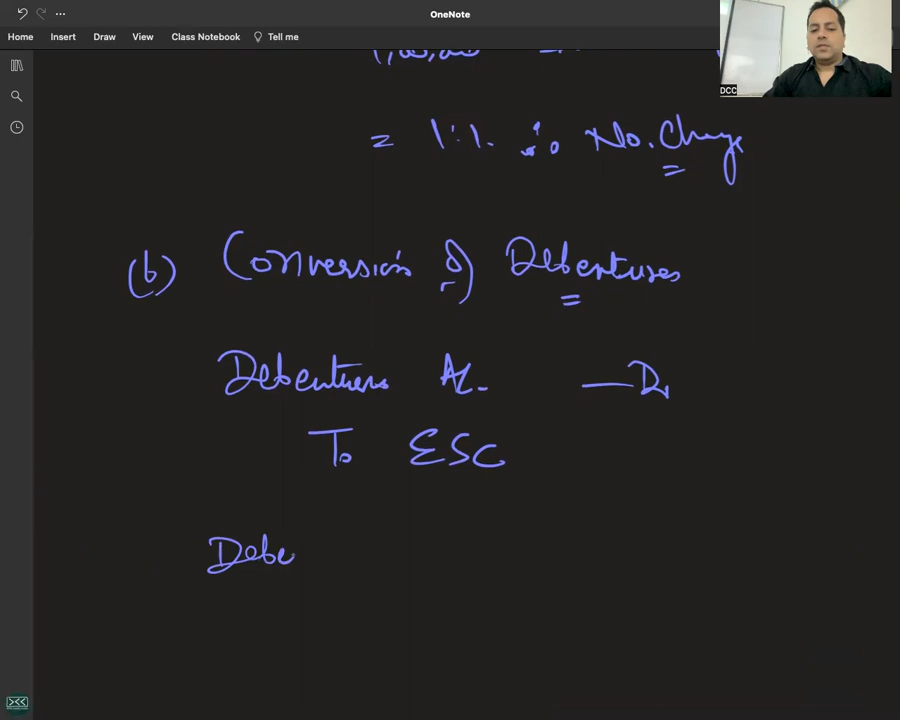 OneNote
Home Insert Draw View Class Notebook Tell me
DCC
= 1:1. ∴ No. Change
(b) Conversion of Debentures
Debentures A/c. — Dr
To ESC
Debe